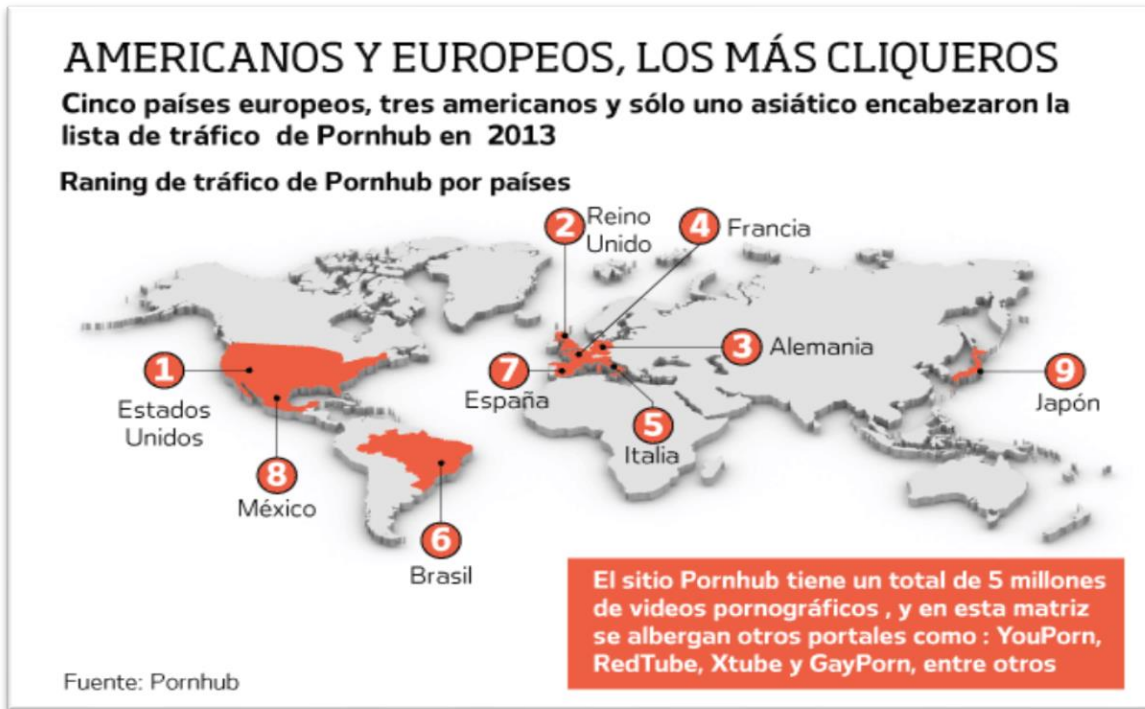 AMERICANOS Y EUROPEOS, LOS MÁS CLIQUEROS
Cinco países europeos, tres americanos y sólo uno asiático encabezaron la
lista de tráfico de Pornhub en 2013
Raning de tráfico de Pornhub por países
2 Reino
Unido
4 Francia
1
Estados
Unidos
3 Alemania
7
España
9
Japón
5
Italia
8
México
6
Brasil
El sitio Pornhub tiene un total de 5 millones
de videos pornográficos , y en esta matriz
se albergan otros portales como : YouPorn,
RedTube, Xtube y GayPorn, entre otros
Fuente: Pornhub